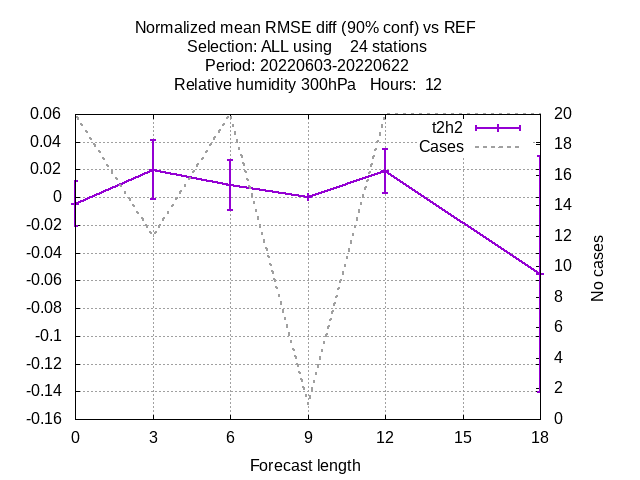 Normalized mean RMSE diff (90% conf) vs REF
Selection: ALL using    24 stations
Period: 20220603-20220622
Relative humidity 300hPa   Hours:  12
0.06
0.04
0.02
0
-0.02
-0.04
-0.06
-0.08
-0.1
-0.12
-0.14
-0.16
t2h2
Cases
20
18
16
14
12
10
8
6
4
2
0
No cases
0 3 6 9 12 15 18
Forecast length